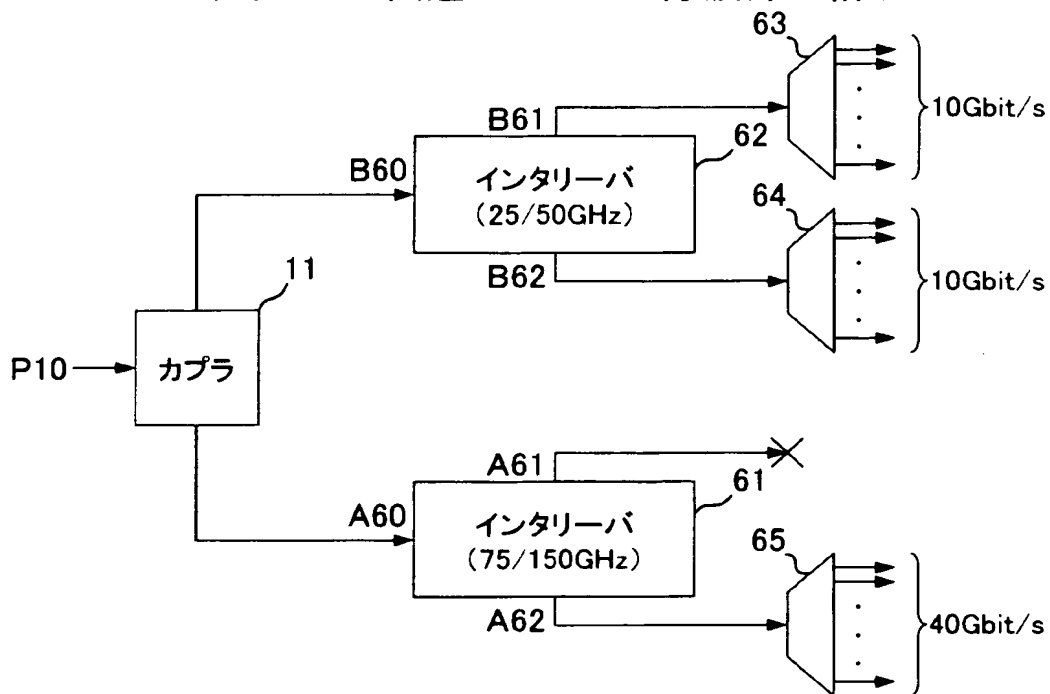 63
B61
62
10Gbit/s
B60
インタリーバ
(25/50GHz)
64
11
B62
10Gbit/s
P10
カプラ
A61
61
A60
インタリーバ
(75/150GHz)
65
A62
40Gbit/s